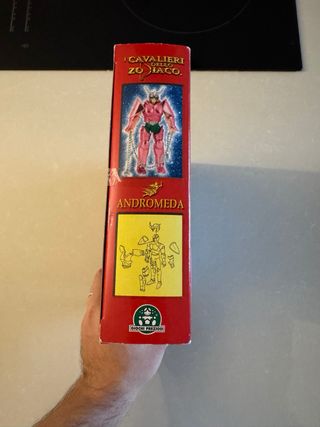 I CAVALIERI
DELLO
ZODIACO
ANDROMEDA
GIOCHI PREZIOSI